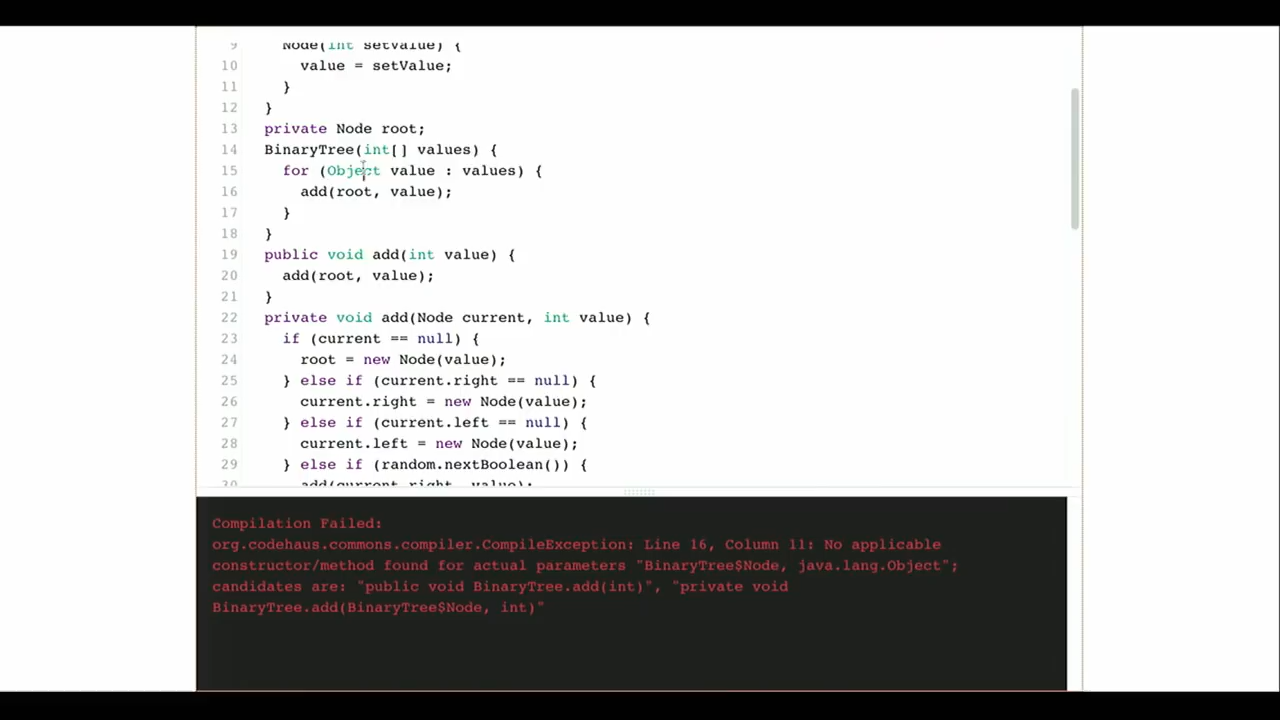 9 Node(int setValue) {
10 value = setValue;
11 }
12 }
13 private Node root;
14 BinaryTree(int[] values) {
15 for (Object value : values) {
16 add(root, value);
17 }
18 }
19 public void add(int value) {
20 add(root, value);
21 }
22 private void add(Node current, int value) {
23 if (current == null) {
24 root = new Node(value);
25 } else if (current.right == null) {
26 current.right = new Node(value);
27 } else if (current.left == null) {
28 current.left = new Node(value);
29 } else if (random.nextBoolean()) {
30 add(current.right, value);
Compilation Failed:
org.codehaus.commons.compiler.CompileException: Line 16, Column 11: No applicable
constructor/method found for actual parameters "BinaryTree$Node, java.lang.Object";
candidates are: "public void BinaryTree.add(int)", "private void
BinaryTree.add(BinaryTree$Node, int)"